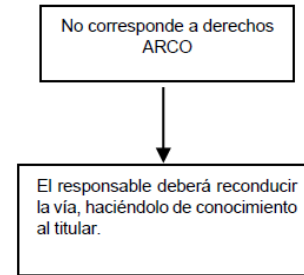 No corresponde a derechos
ARCO
El responsable deberá reconducir
la vía, haciéndolo de conocimiento
al titular.